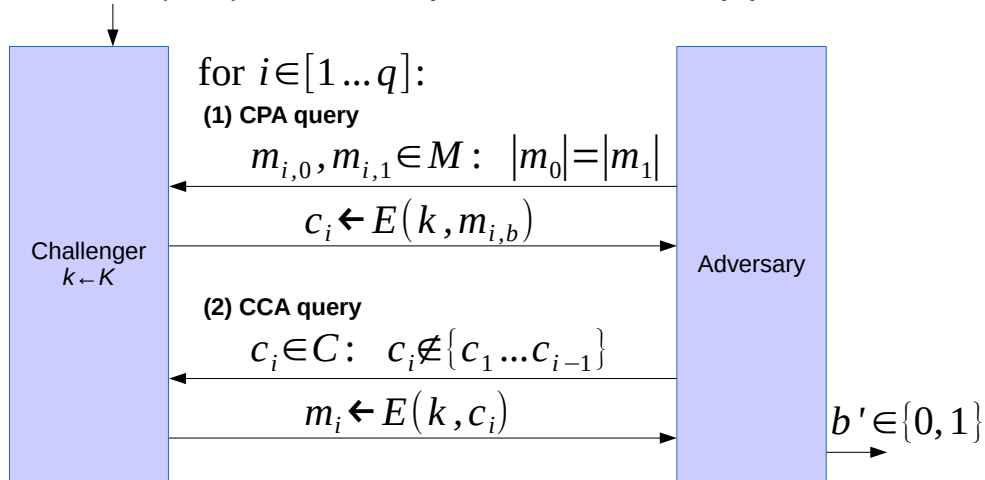 for i∈[1...q]:
(1) CPA query
m_{i,0}, m_{i,1}∈M: |m_0|=|m_1|
c_i←E(k,m_{i,b})
Challenger
k←K
Adversary
(2) CCA query
c_i∈C: c_i∉{c_1...c_{i−1}}
m_i←E(k,c_i)
b'∈{0,1}